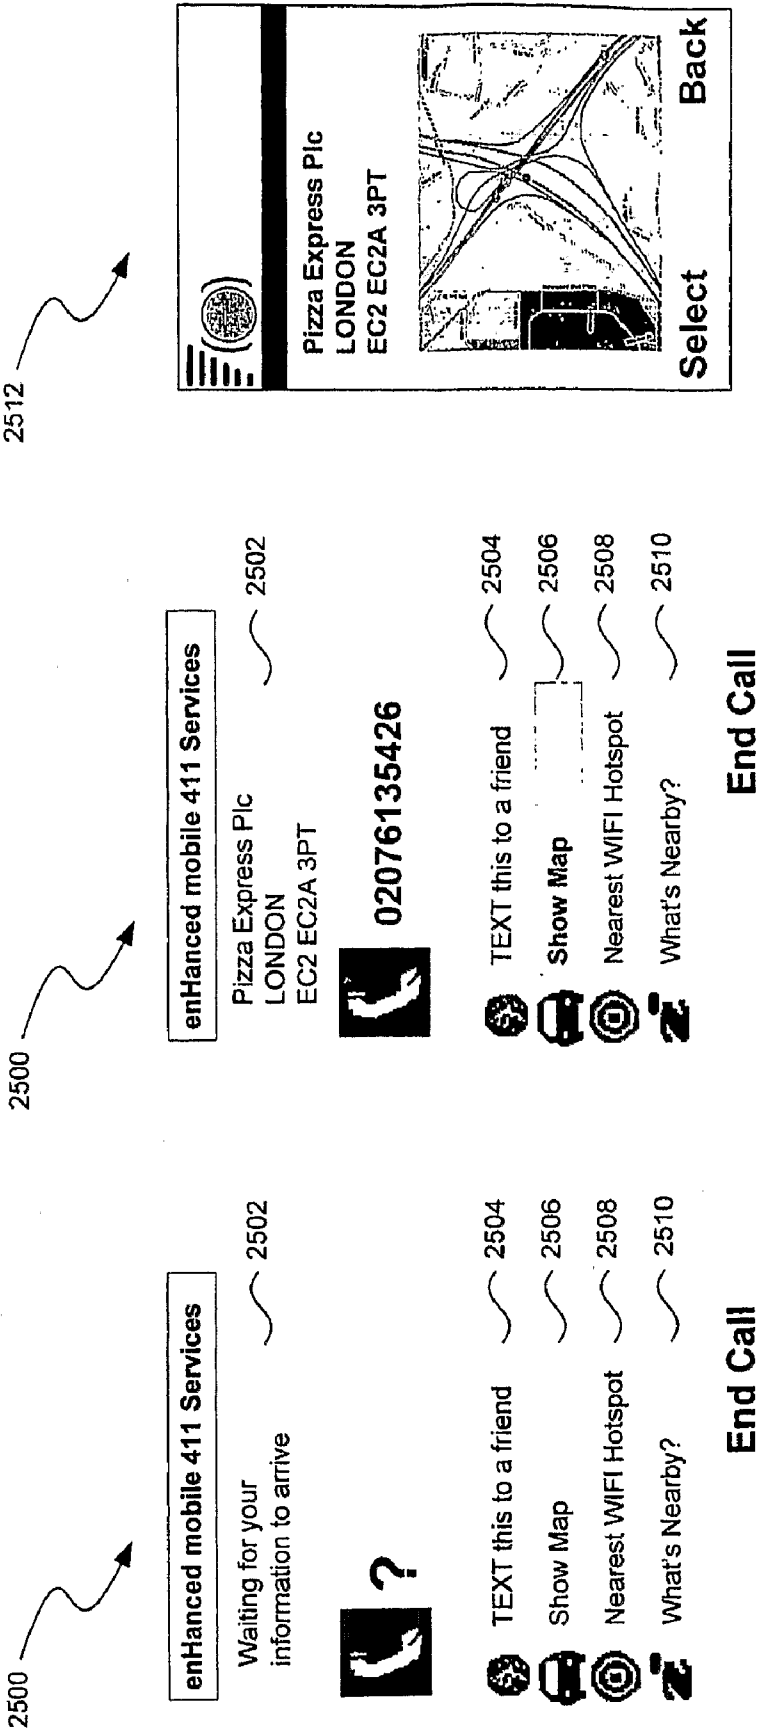 2500
enHanced mobile 411 Services
Waiting for your
information to arrive
2502
?
TEXT this to a friend
2504
Show Map
2506
Nearest WIFI Hotspot
2508
What's Nearby?
2510
End Call
2500
enHanced mobile 411 Services
Pizza Express Plc
LONDON
EC2 EC2A 3PT
2502
02076135426
TEXT this to a friend
2504
Show Map
2506
Nearest WIFI Hotspot
2508
What's Nearby?
2510
End Call
2512
Pizza Express Plc
LONDON
EC2 EC2A 3PT
Select
Back